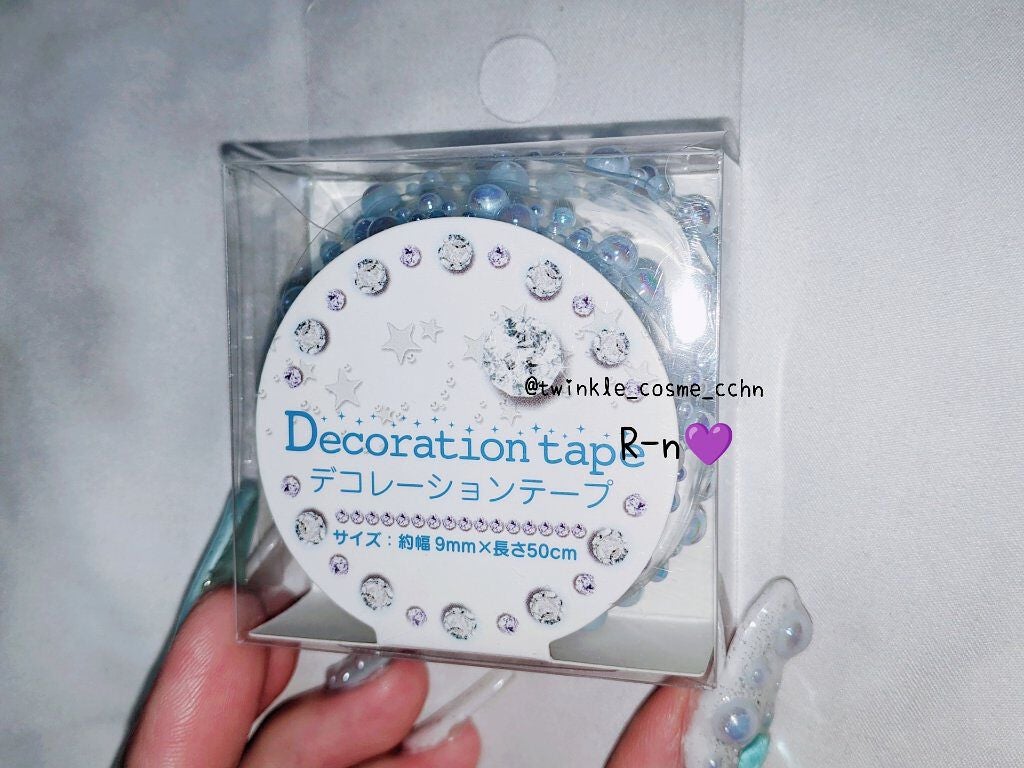 @twinkle_cosme_cchn
Decoration tape
R-n💜
デコレーションテープ
サイズ：約幅 9mm×長さ50cm